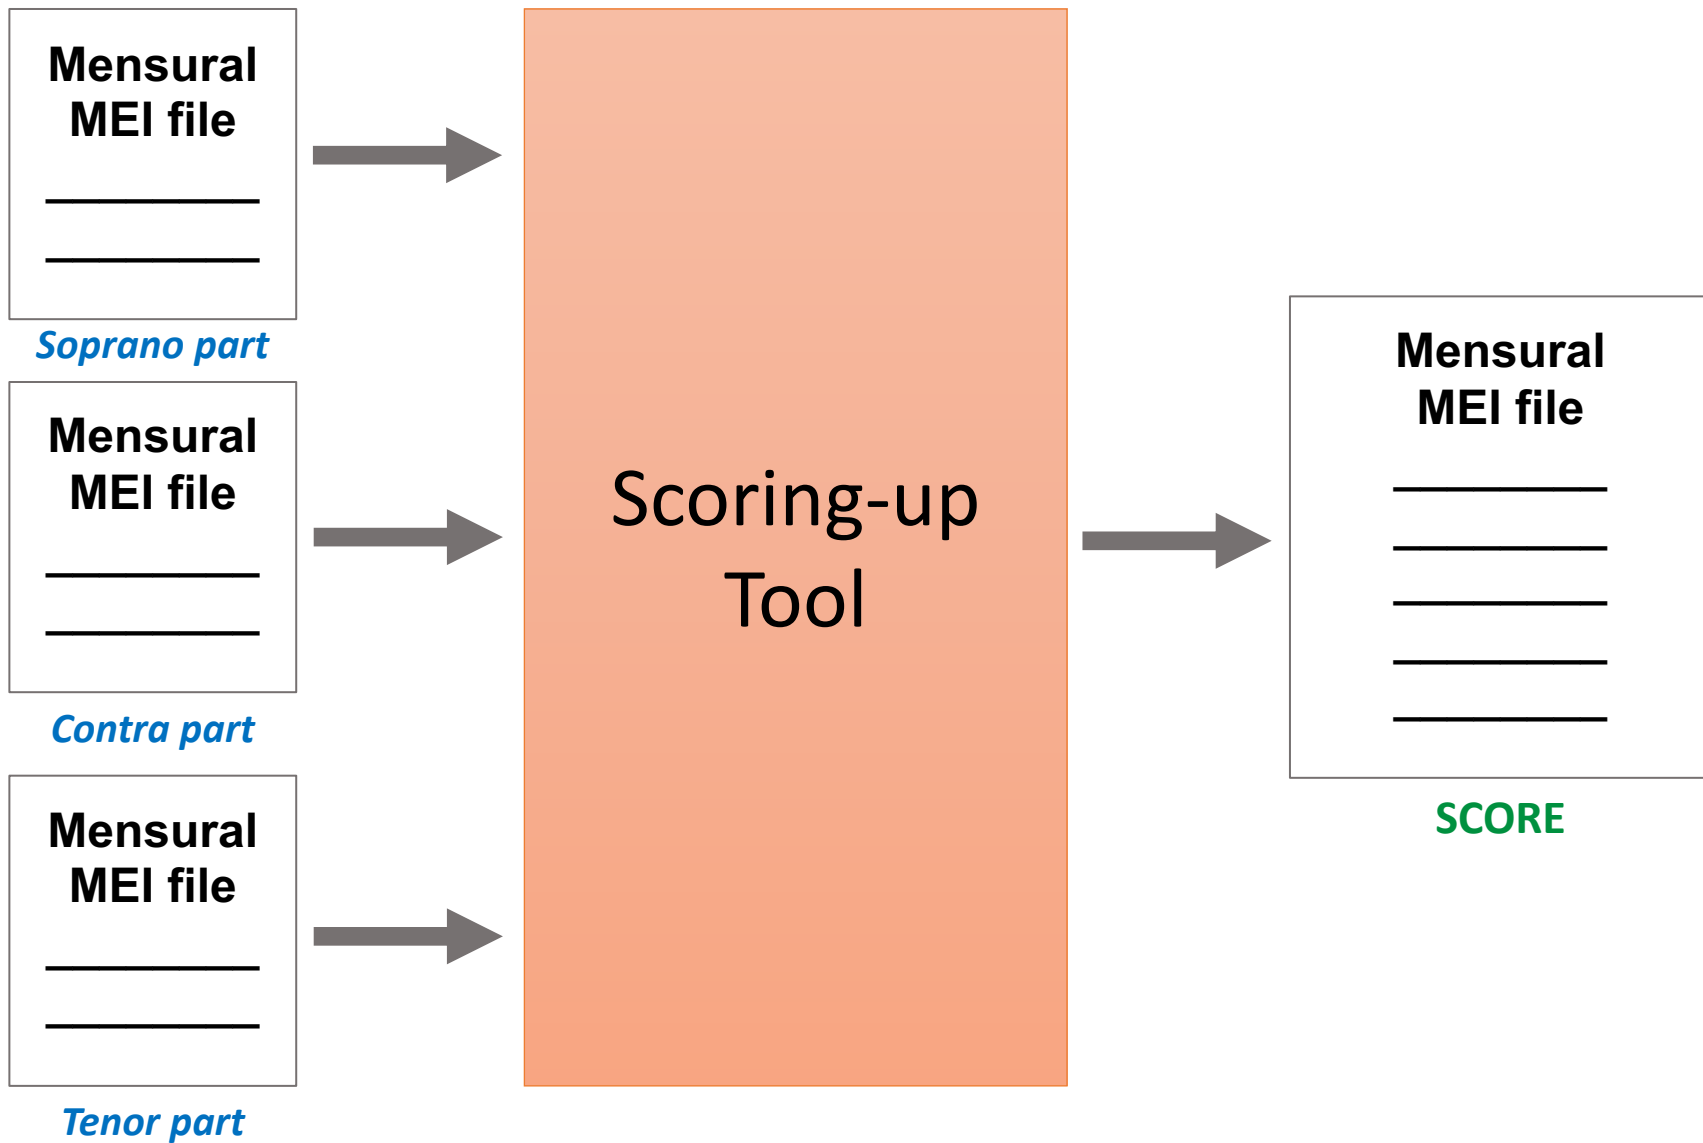 Mensural
MEI file
Soprano part
Mensural
MEI file
Contra part
Mensural
MEI file
Tenor part
Scoring-up
Tool
Mensural
MEI file
SCORE